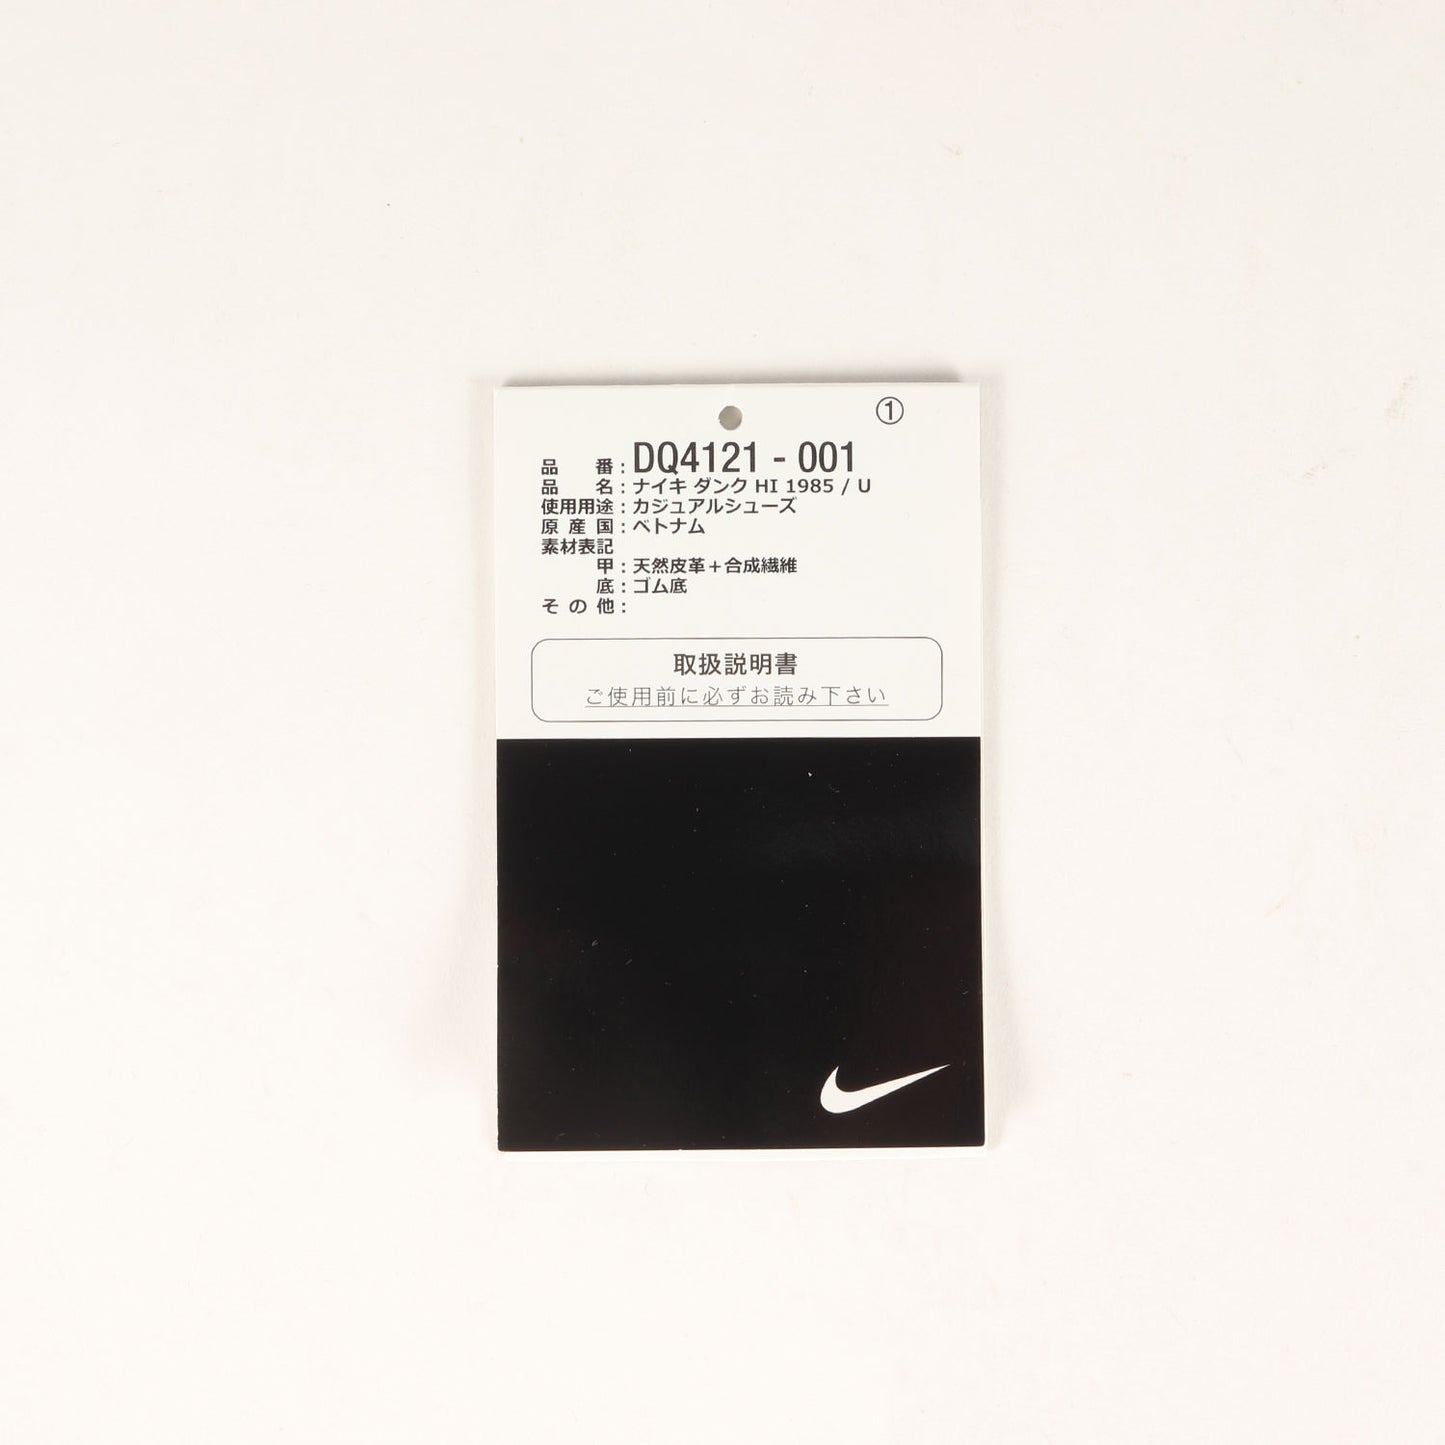 ①
品番：DQ4121 - 001
品名：ナイキ ダンク HI 1985 / U
使用用途：カジュアルシューズ
原産国：ベトナム
素材表記
甲：天然皮革＋合成繊維
底：ゴム底
その他：
取扱説明書
ご使用前に必ずお読み下さい